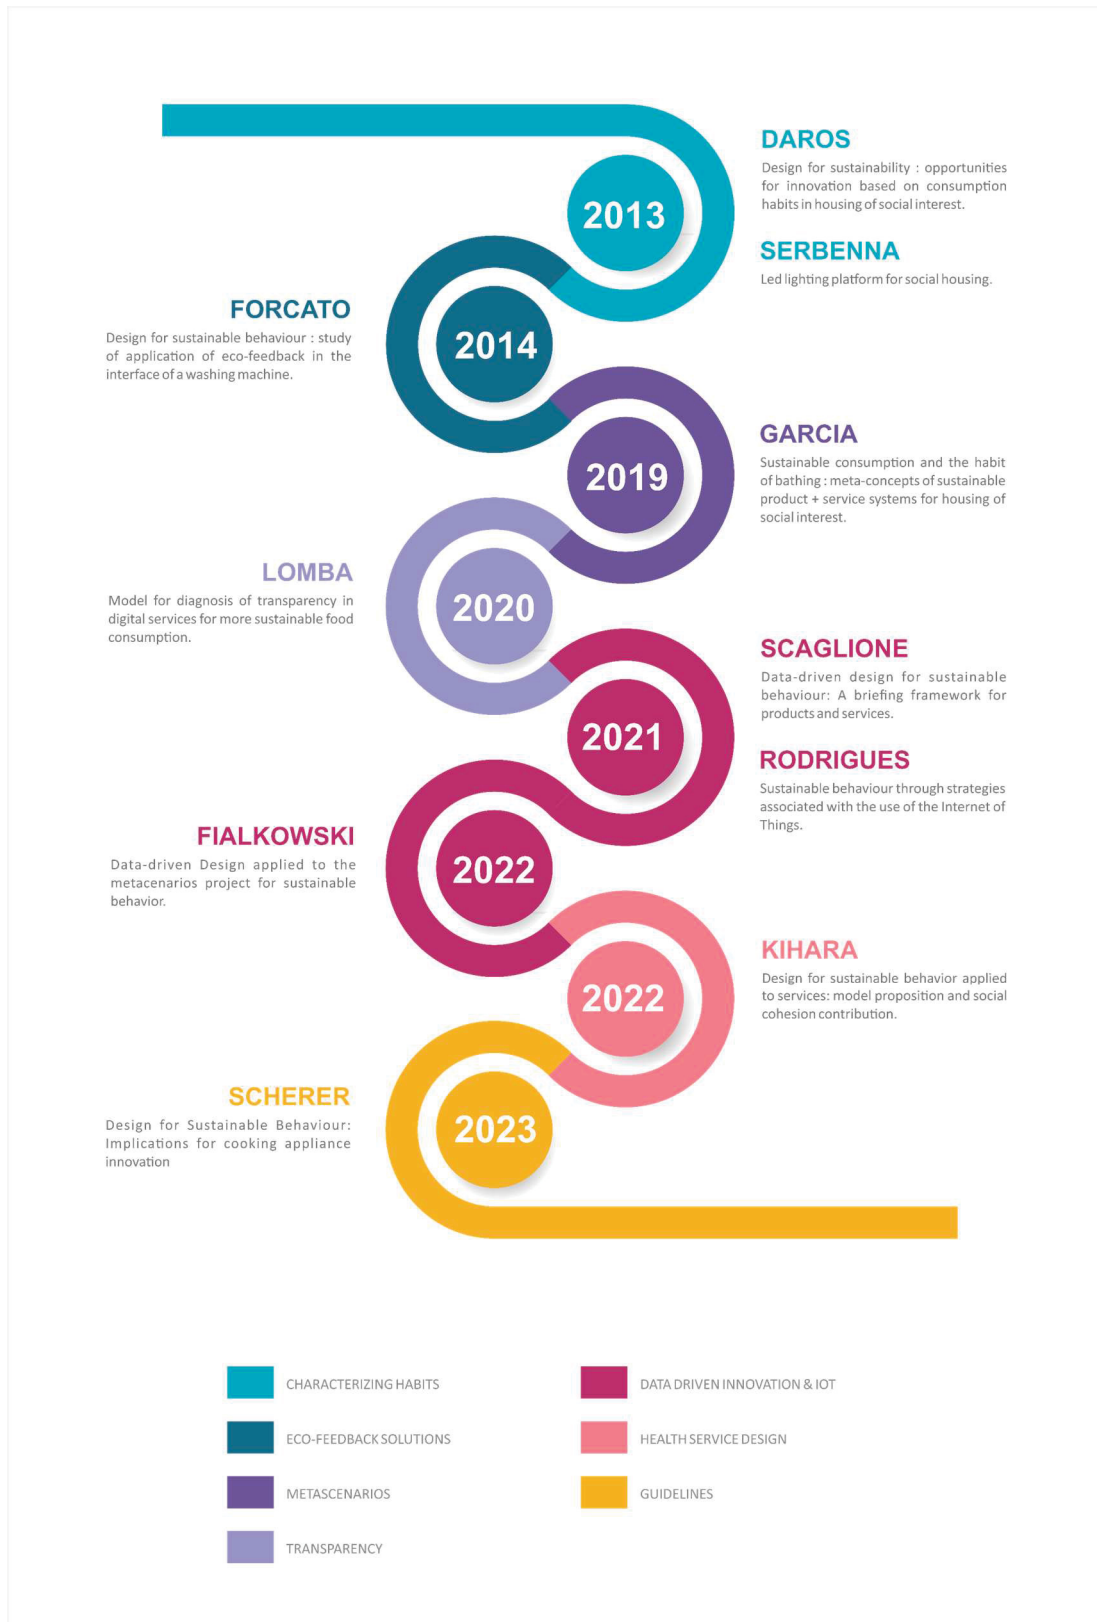 DAROS
Design for sustainability : opportunities
for innovation based on consumption
habits in housing of social interest.
2013
SERBENNA
Led lighting platform for social housing.
FORCATO
Design for sustainable behaviour : study
of application of eco-feedback in the
interface of a washing machine.
2014
GARCIA
Sustainable consumption and the habit
of bathing : meta-concepts of sustainable
product + service systems for housing of
social interest.
2019
LOMBA
Model for diagnosis of transparency in
digital services for more sustainable food
consumption.
2020
SCAGLIONE
Data-driven design for sustainable
behaviour: A briefing framework for
products and services.
2021
RODRIGUES
Sustainable behaviour through strategies
associated with the use of the Internet of
Things.
FIALKOWSKI
Data-driven Design applied to the
metacenarios project for sustainable
behavior.
2022
KIHARA
Design for sustainable behavior applied
to services: model proposition and social
cohesion contribution.
2022
SCHERER
Design for Sustainable Behaviour:
Implications for cooking appliance
innovation
2023
CHARACTERIZING HABITS
ECO-FEEDBACK SOLUTIONS
METASCENARIOS
TRANSPARENCY
DATA DRIVEN INNOVATION & IOT
HEALTH SERVICE DESIGN
GUIDELINES